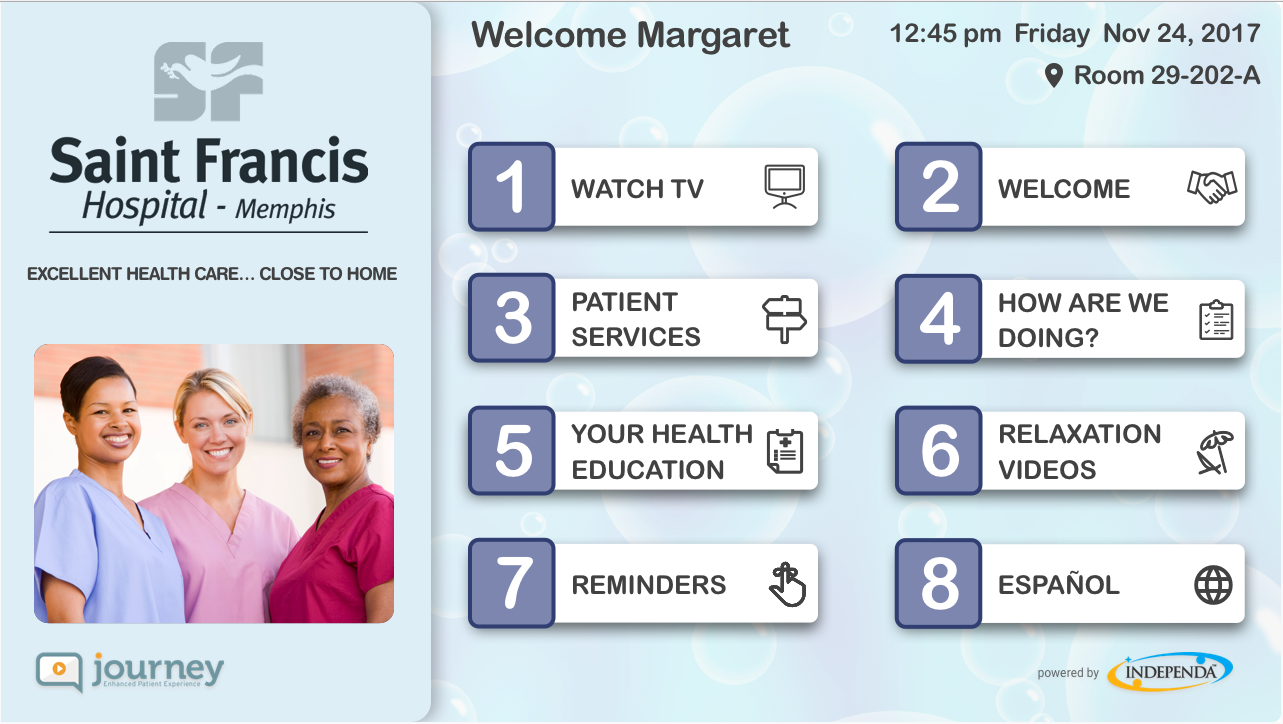 SF
Saint Francis
Hospital - Memphis
EXCELLENT HEALTH CARE... CLOSE TO HOME
journey
Enhanced Patient Experience
Welcome Margaret
12:45 pm Friday Nov 24, 2017
Room 29-202-A
1 WATCH TV
2 WELCOME
3 PATIENT
SERVICES
4 HOW ARE WE
DOING?
5 YOUR HEALTH
EDUCATION
6 RELAXATION
VIDEOS
7 REMINDERS
8 ESPAÑOL
powered by INDEPENDA™